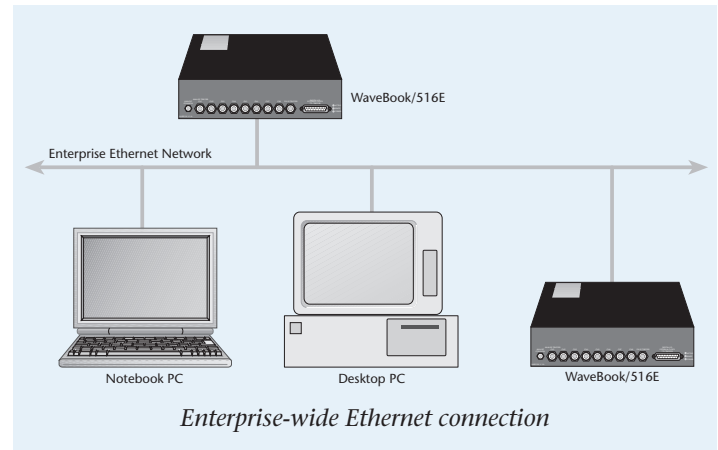 WaveBook/516E
Enterprise Ethernet Network
Notebook PC
Desktop PC
WaveBook/516E
Enterprise-wide Ethernet connection